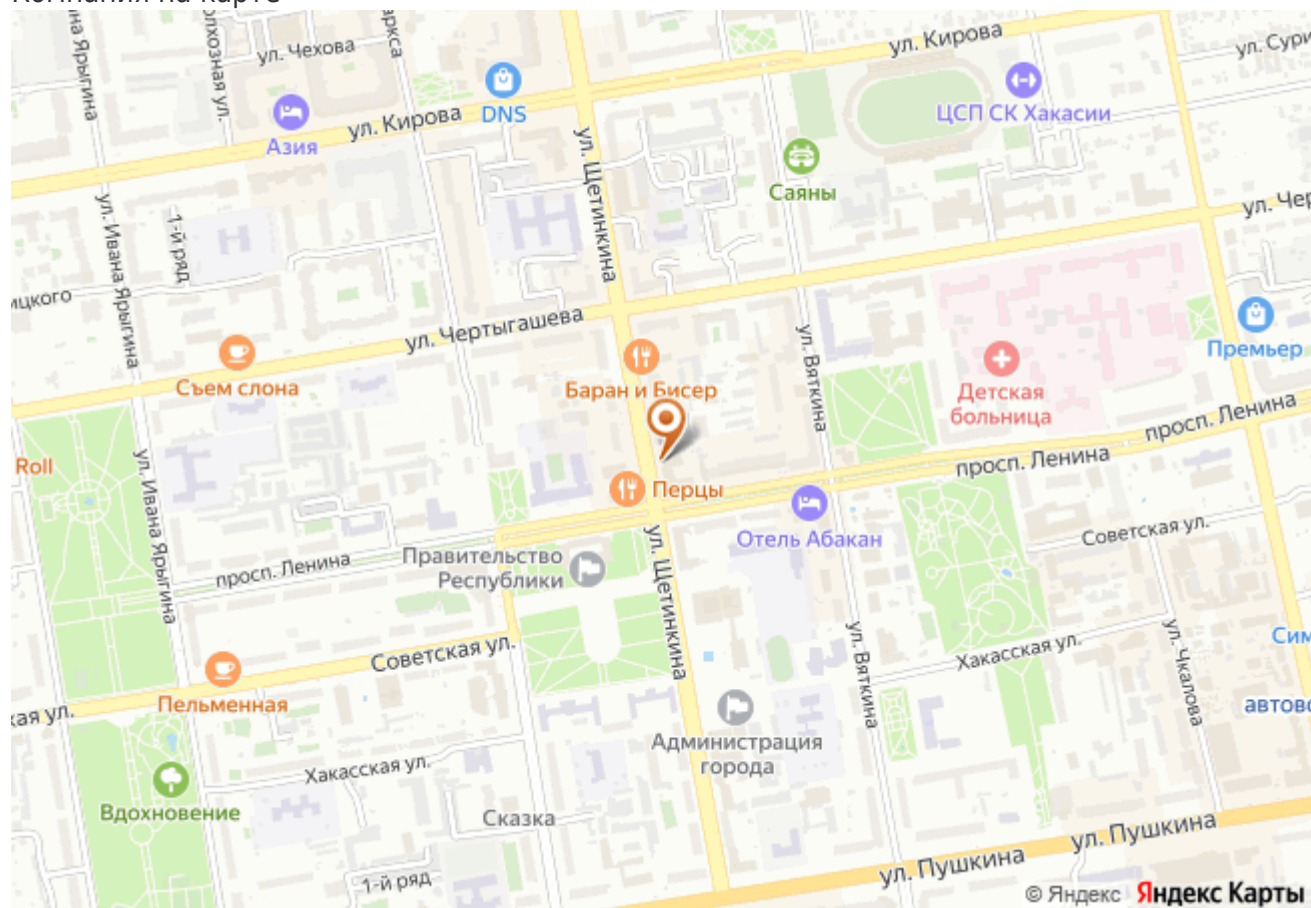 ул. Чехова
ул. Кирова
DNS
ул. Кирова
Азия
ЦСП СК Хакасии
Саяны
ул. Щетинкина
ул. Ивана Ярыгина
1-й ряд
ул. Чертыгашева
Съем слона
Баран и Бисер
ул. Вяткина
Детская
больница
Премьер
просп. Ленина
просп. Ленина
Roll
ул. Ивана Ярыгина
Перцы
Отель Абакан
Советская ул.
Правительство
Республики
просп. Ленина
ул. Щетинкина
Советская ул.
Пельменная
ул. Вяткина
Хакасская ул.
ул. Чкалова
Администрация
города
Хакасская ул.
Вдохновение
Сказка
1-й ряд
ул. Пушкина
ул. Пушкина
© Яндекс Яндекс Карты